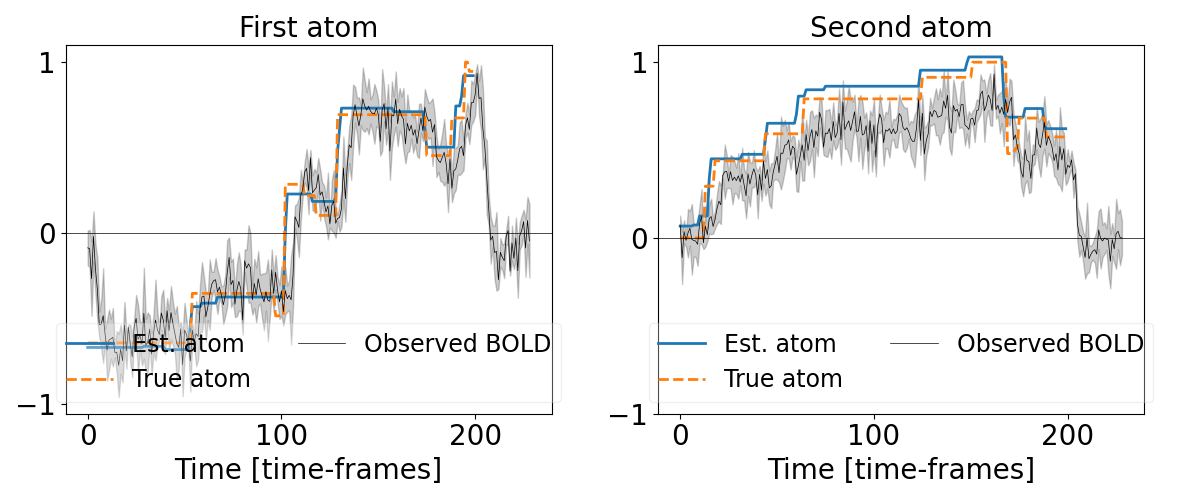 First atom
1
0
−1
0 100 200
Time [time-frames]
Est. atom
True atom
Observed BOLD
Second atom
1
0
−1
0 100 200
Time [time-frames]
Est. atom
True atom
Observed BOLD